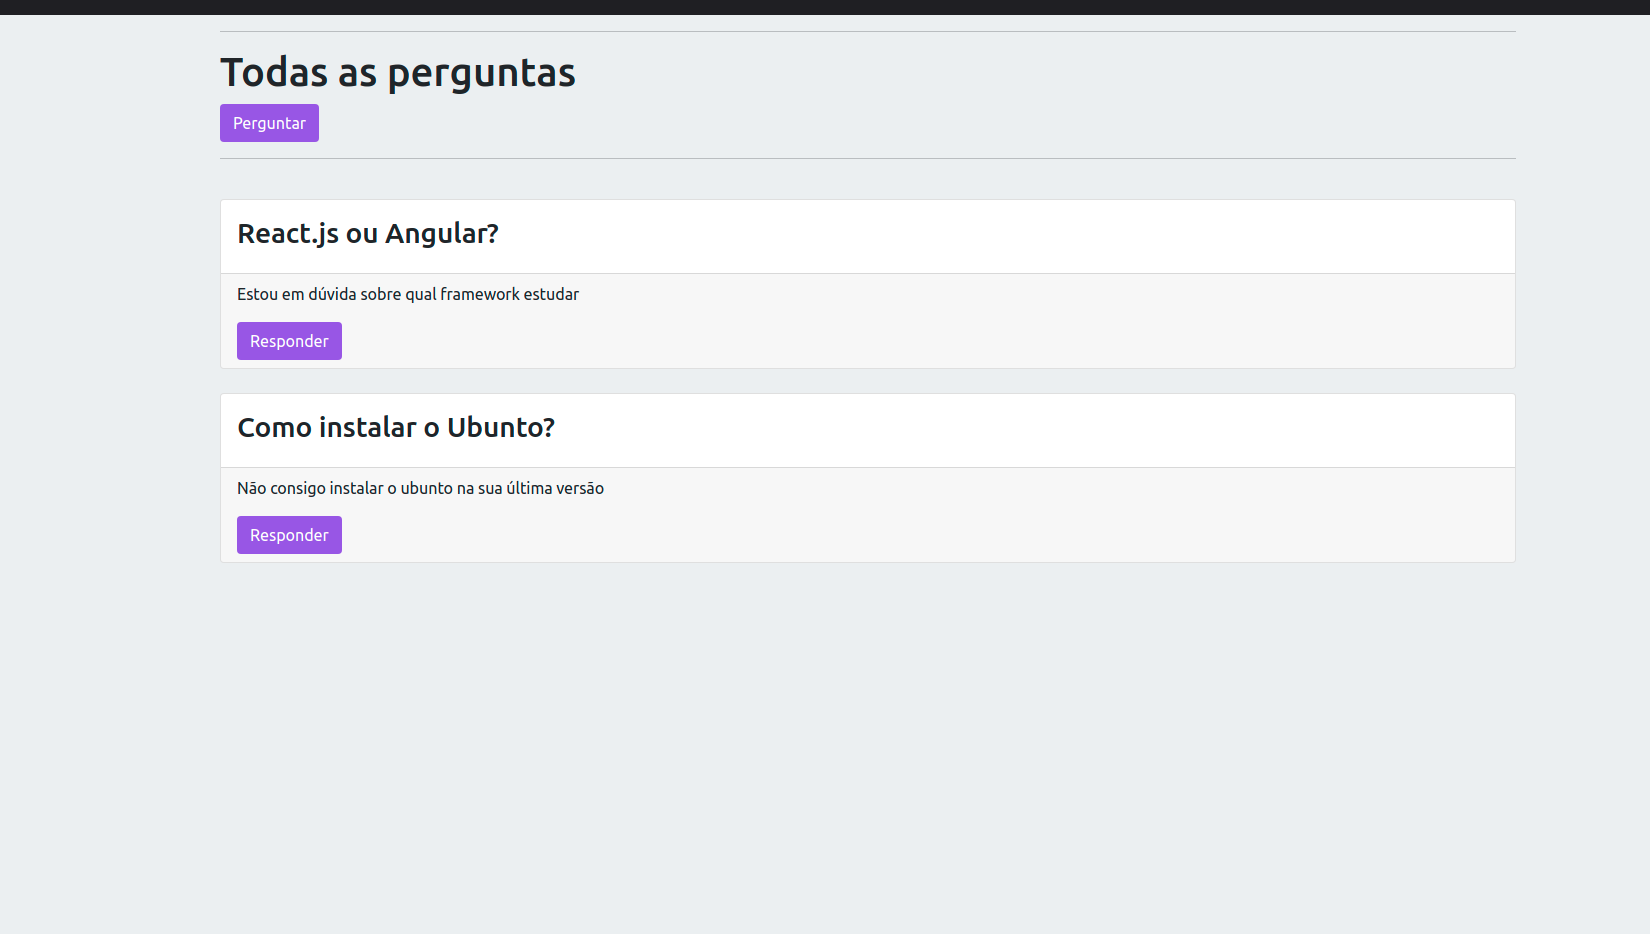 Todas as perguntas
Perguntar
React.js ou Angular?
Estou em dúvida sobre qual framework estudar
Responder
Como instalar o Ubunto?
Não consigo instalar o ubunto na sua última versão
Responder